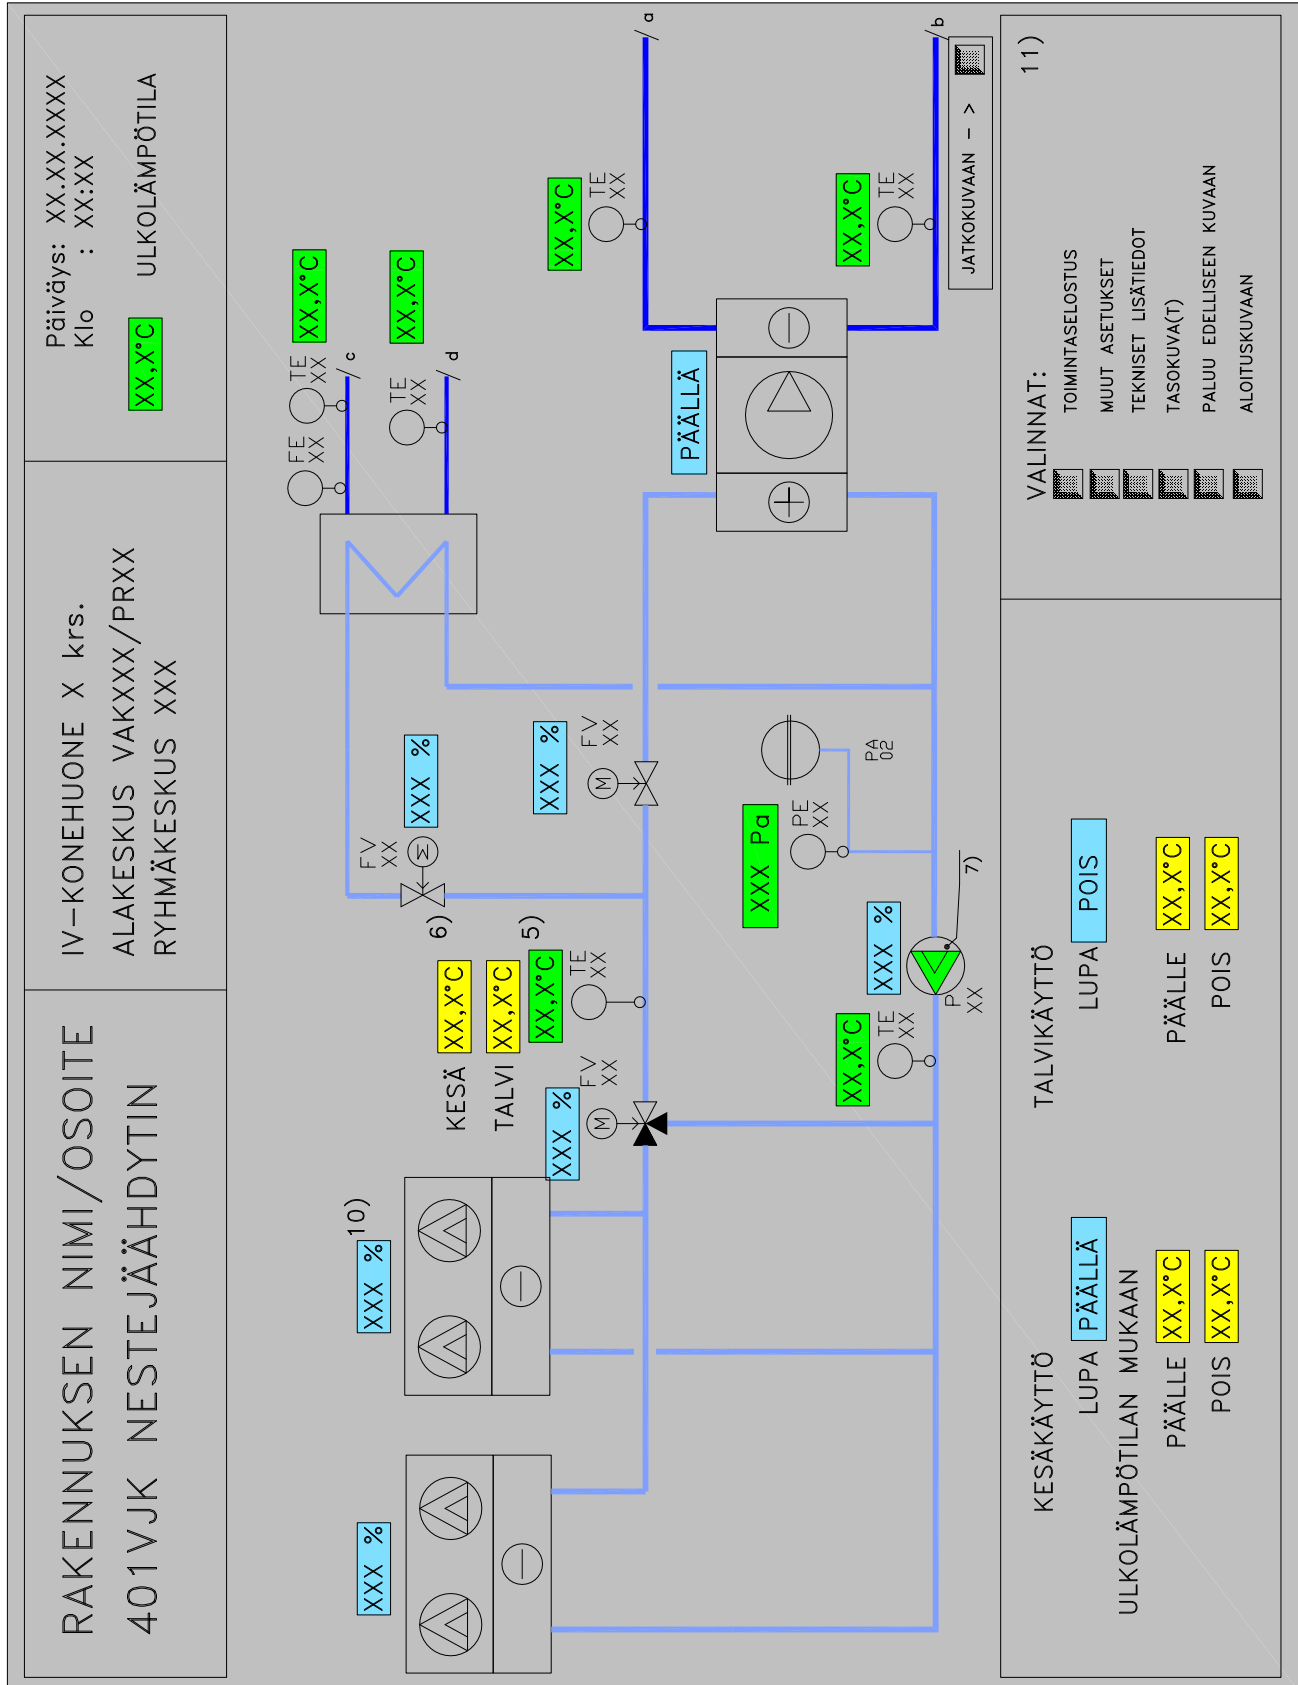 RAKENNUKSEN NIMI/OSOITE
401VJK NESTEJÄÄHDYTIN
IV-KONEHUONE X krs.
ALAKESKUS VAKXXX/PRXX
RYHMÄKESKUS XXX
Päiväys: XX.XX.XXXX
Klo : XX:XX
XX,X°C ULKOLÄMPÖTILA
XXX %
XXX %
10)
KESÄ XX,X°C
6)
TALVI XX,X°C
5)
XX,X°C
TE
XX
XXX %
FV
XX
M
FV
XX
M
XXX %
XXX %
FV
XX
M
FE
XX
TE
XX
XX,X°C
c
TE
XX
XX,X°C
d
PÄÄLLÄ
XX,X°C
TE
XX
a
XX,X°C
TE
XX
b
XXX Pa
PE
XX
PA
02
XXX %
P
XX
7)
XX,X°C
TE
XX
JATKOKUVAAN - >
KESÄKÄYTTÖ
LUPA PÄÄLLÄ
ULKOLÄMPÖTILAN MUKAAN
PÄÄLLE XX,X°C
POIS XX,X°C
TALVIKÄYTTÖ
LUPA POIS
PÄÄLLE XX,X°C
POIS XX,X°C
VALINNAT:
11)
TOIMINTASELOSTUS
MUUT ASETUKSET
TEKNISET LISÄTIEDOT
TASOKUVA(T)
PALUU EDELLISEEN KUVAAN
ALOITUSKUVAAN